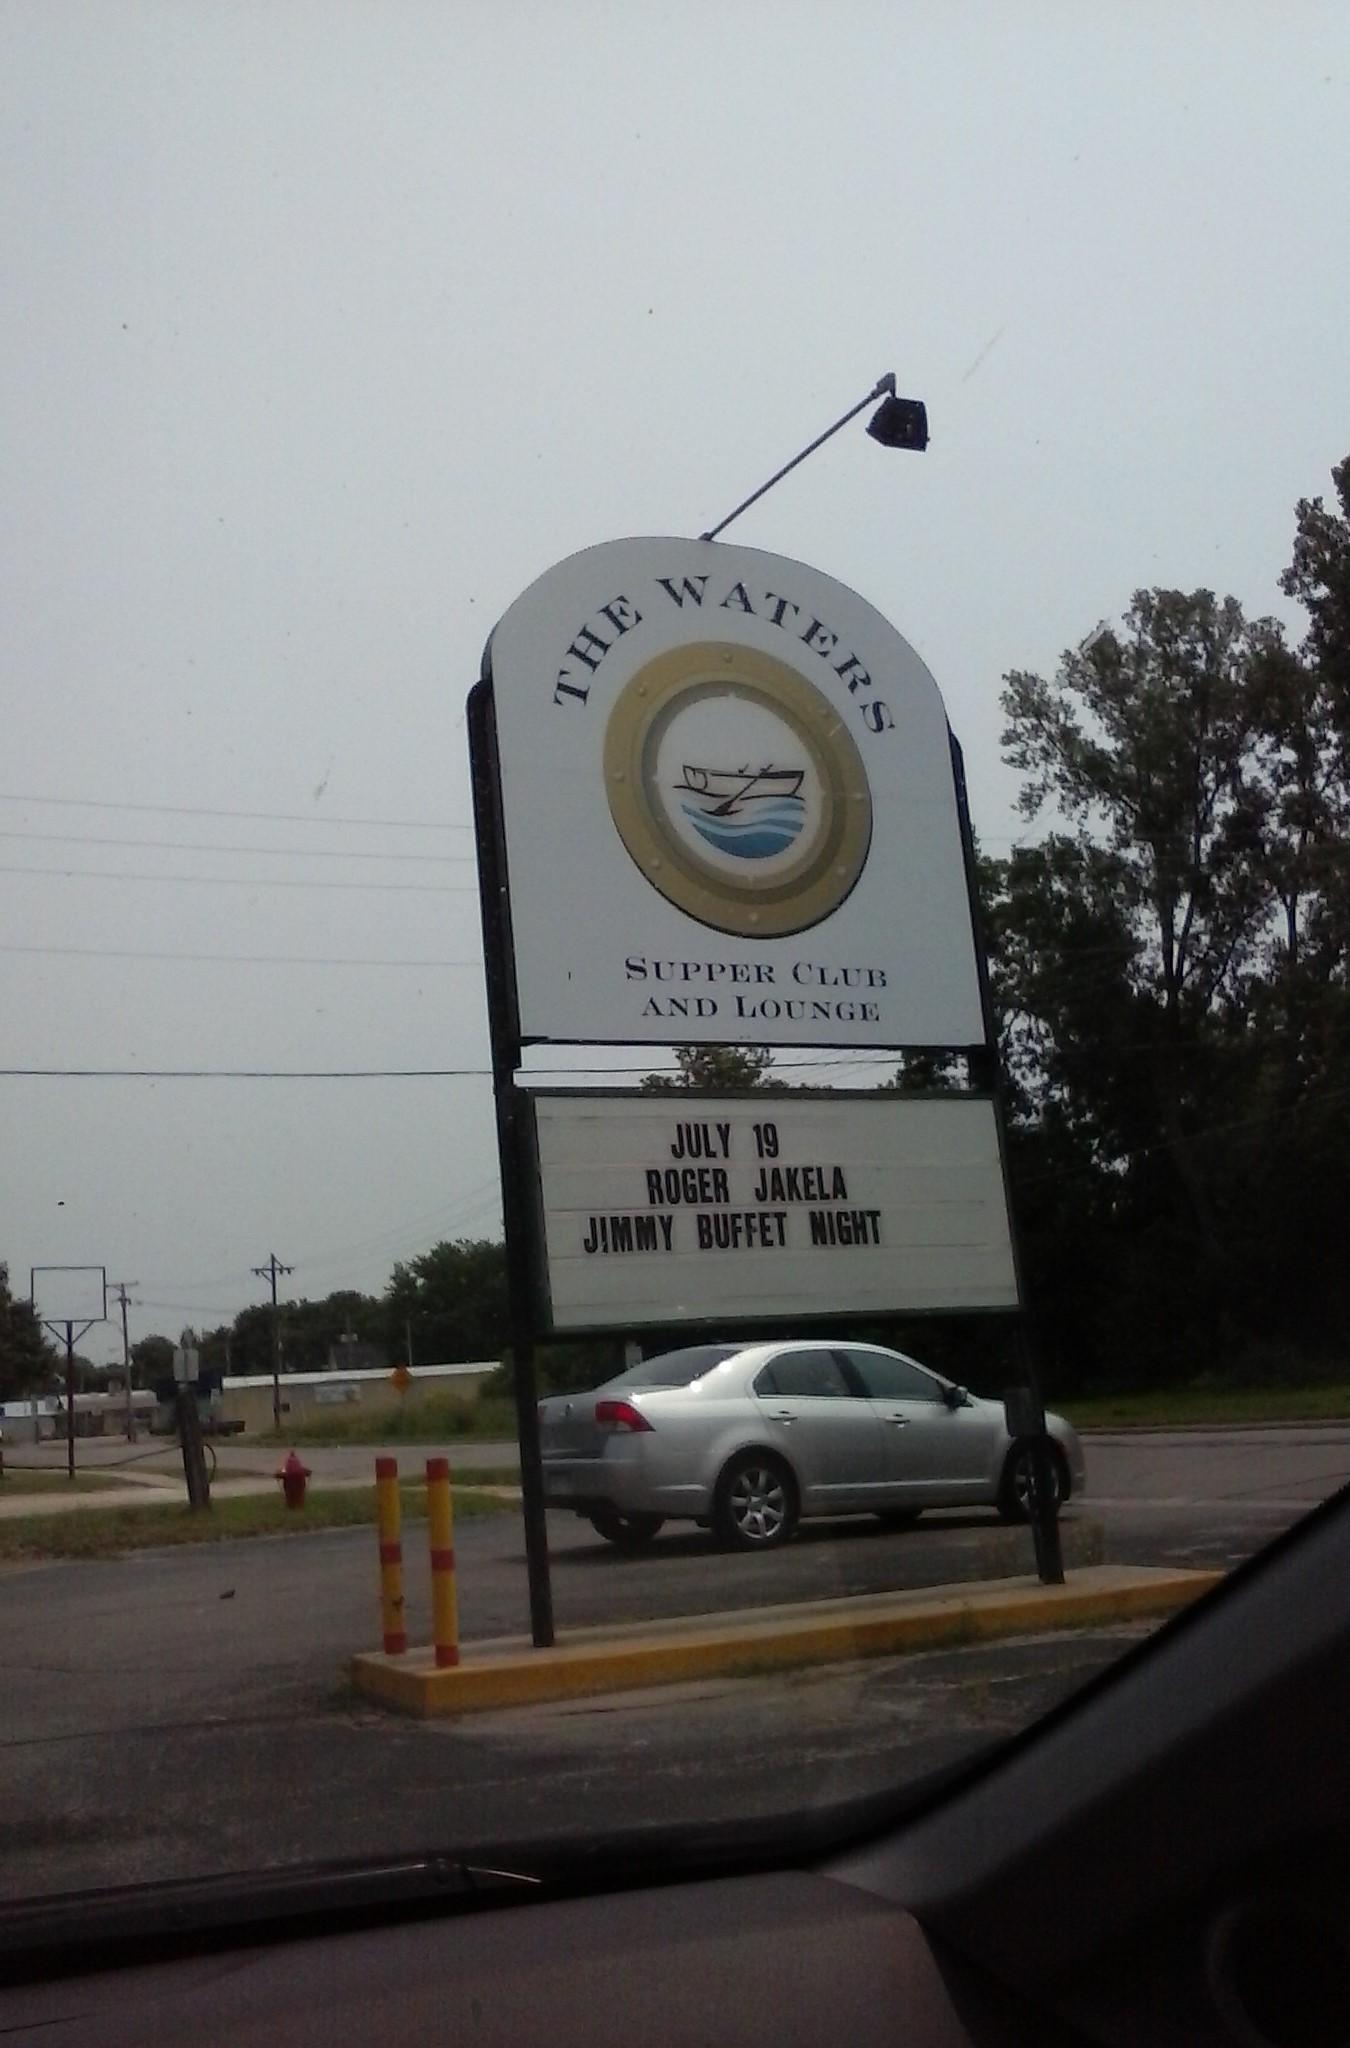 THE WATERS
SUPPER CLUB
AND LOUNGE
JULY 19
ROGER JAKELA
JIMMY BUFFET NIGHT